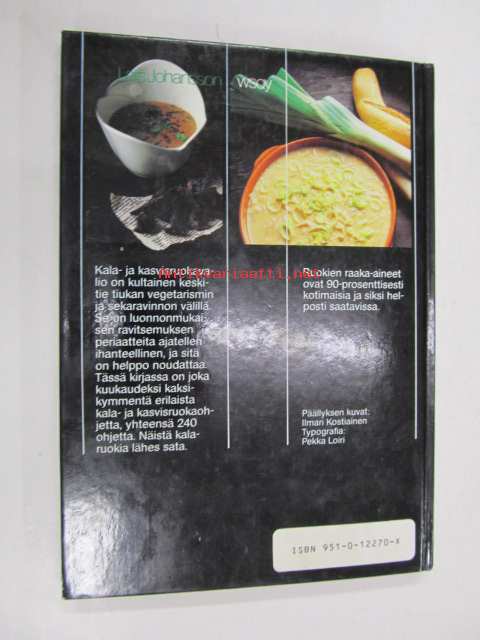 Lars Johansson
wsoy
Antikvariaatti.net
Kala- ja kasvisruokava-
lio on kultainen keski-
tie tiukan vegetarismin
ja sekaravinnon välillä.
Se on luonnonmukai-
sen ravitsemuksen
periaatteita ajatellen
ihanteellinen, ja sitä
on helppo noudattaa.
Tässä kirjassa on joka
kuukaudeksi kaksi-
kymmentä erilaista
kala- ja kasvisruokaoh-
jetta, yhteensä 240
ohjetta. Näistä kala-
ruokia lähes sata.
Ruokien raaka-aineet
ovat 90-prosenttisesti
kotimaisia ja siksi hel-
posti saatavissa.
Päällyksen kuvat:
Ilmari Kostiainen
Typografia:
Pekka Loiri
ISBN 951-0-12270-X